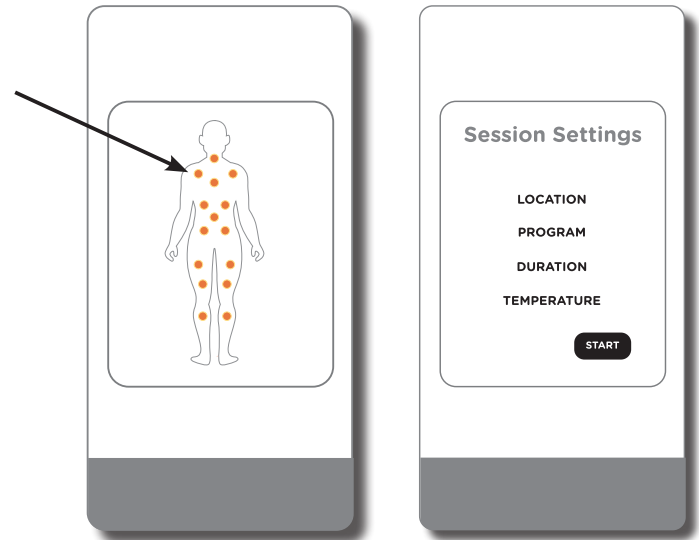 Session Settings
LOCATION
PROGRAM
DURATION
TEMPERATURE
START